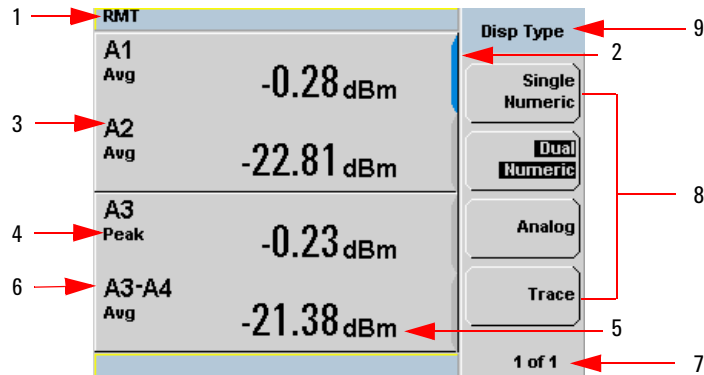 1
RMT
Disp Type
9
2
A1
Avg
-0.28 dBm
Single
Numeric
3
A2
Avg
-22.81 dBm
Dual
Numeric
8
A3
Peak
-0.23 dBm
4
Analog
6
A3-A4
Avg
-21.38 dBm
5
Trace
1 of 1
7